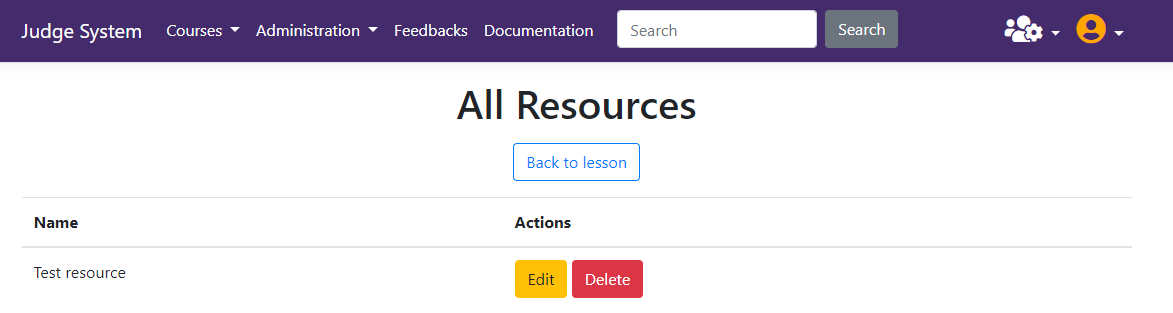 Judge System Courses Administration Feedbacks Documentation Search Search
All Resources
Back to lesson
Name Actions
Test resource Edit Delete